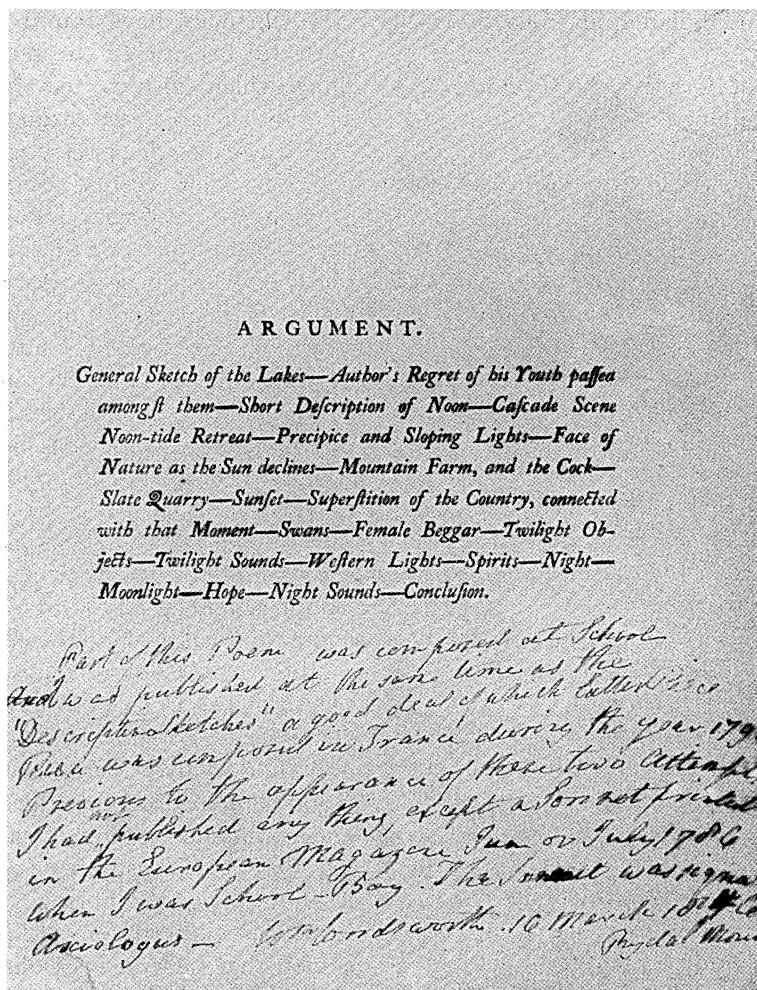 ARGUMENT.
General Sketch of the Lakes—Author's Regret of his Youth paſſed
amongſt them—Short Deſcription of Noon—Caſcade Scene
Noon-tide Retreat—Precipice and Sloping Lights—Face of
Nature as the Sun declines—Mountain Farm, and the Cock—
Slate Quarry—Sunſet—Superſtition of the Country, connected
with that Moment—Swans—Female Beggar—Twilight Ob-
jects—Twilight Sounds—Weſtern Lights—Spirits—Night—
Moonlight—Hope—Night Sounds—Concluſion.
Part of this Poem was composed at School
And was published at the same time as the
"Descriptive Sketches" a good deal of which latter Piece
was composed in France during the year 179
Previous to the appearance of these two Attempts
I had not published any thing, except a Sonnet printed
in the European Magazine June or July 1786
when I was School-Boy. The Sonnet was signed
Axiologus— Wm Wordsworth. 16 March
Rydal Mount